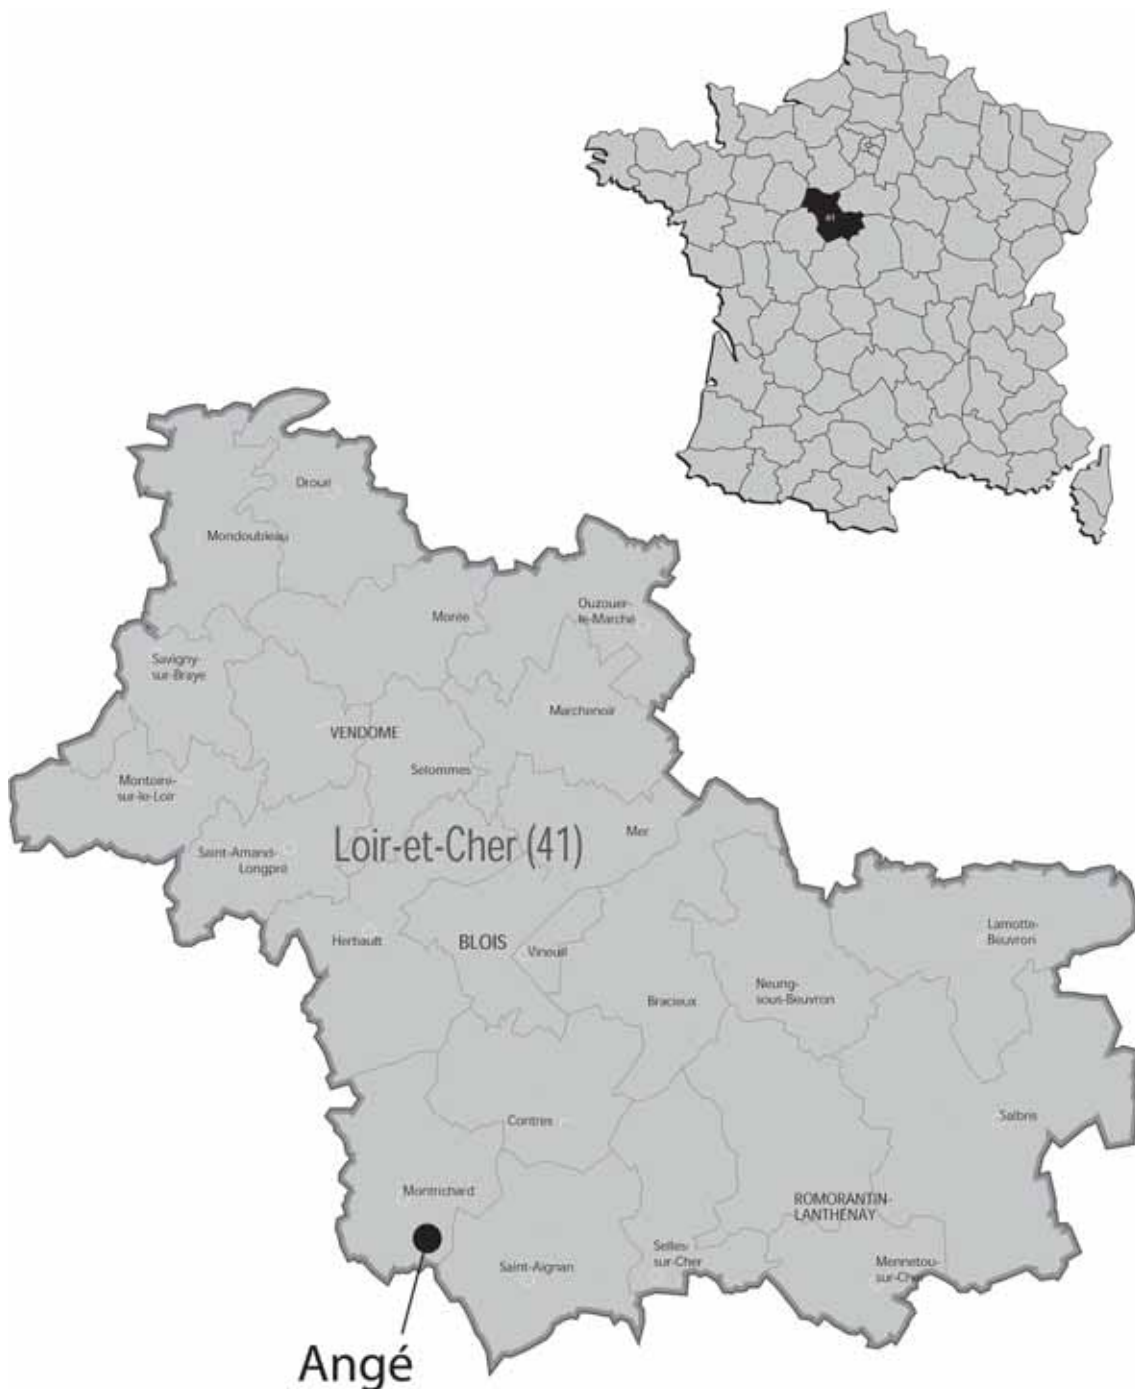 41
Droué
Mondoubleau
Morée
Ouzouer-
le-Marché
Savigny-
sur-Braye
Marchenoir
VENDOME
Selommes
Montoire-
sur-le-Loir
Mer
Loir-et-Cher (41)
Saint-Amand-
Longpré
Herbault
BLOIS
Vineuil
Lamotte-
Beuvron
Neung-
sous-Beuvron
Bracieux
Contres
Salbris
Montrichard
ROMORANTIN-
LANTHENAY
Selles-
sur-Cher
Saint-Aignan
Mennetou-
sur-Cher
Angé